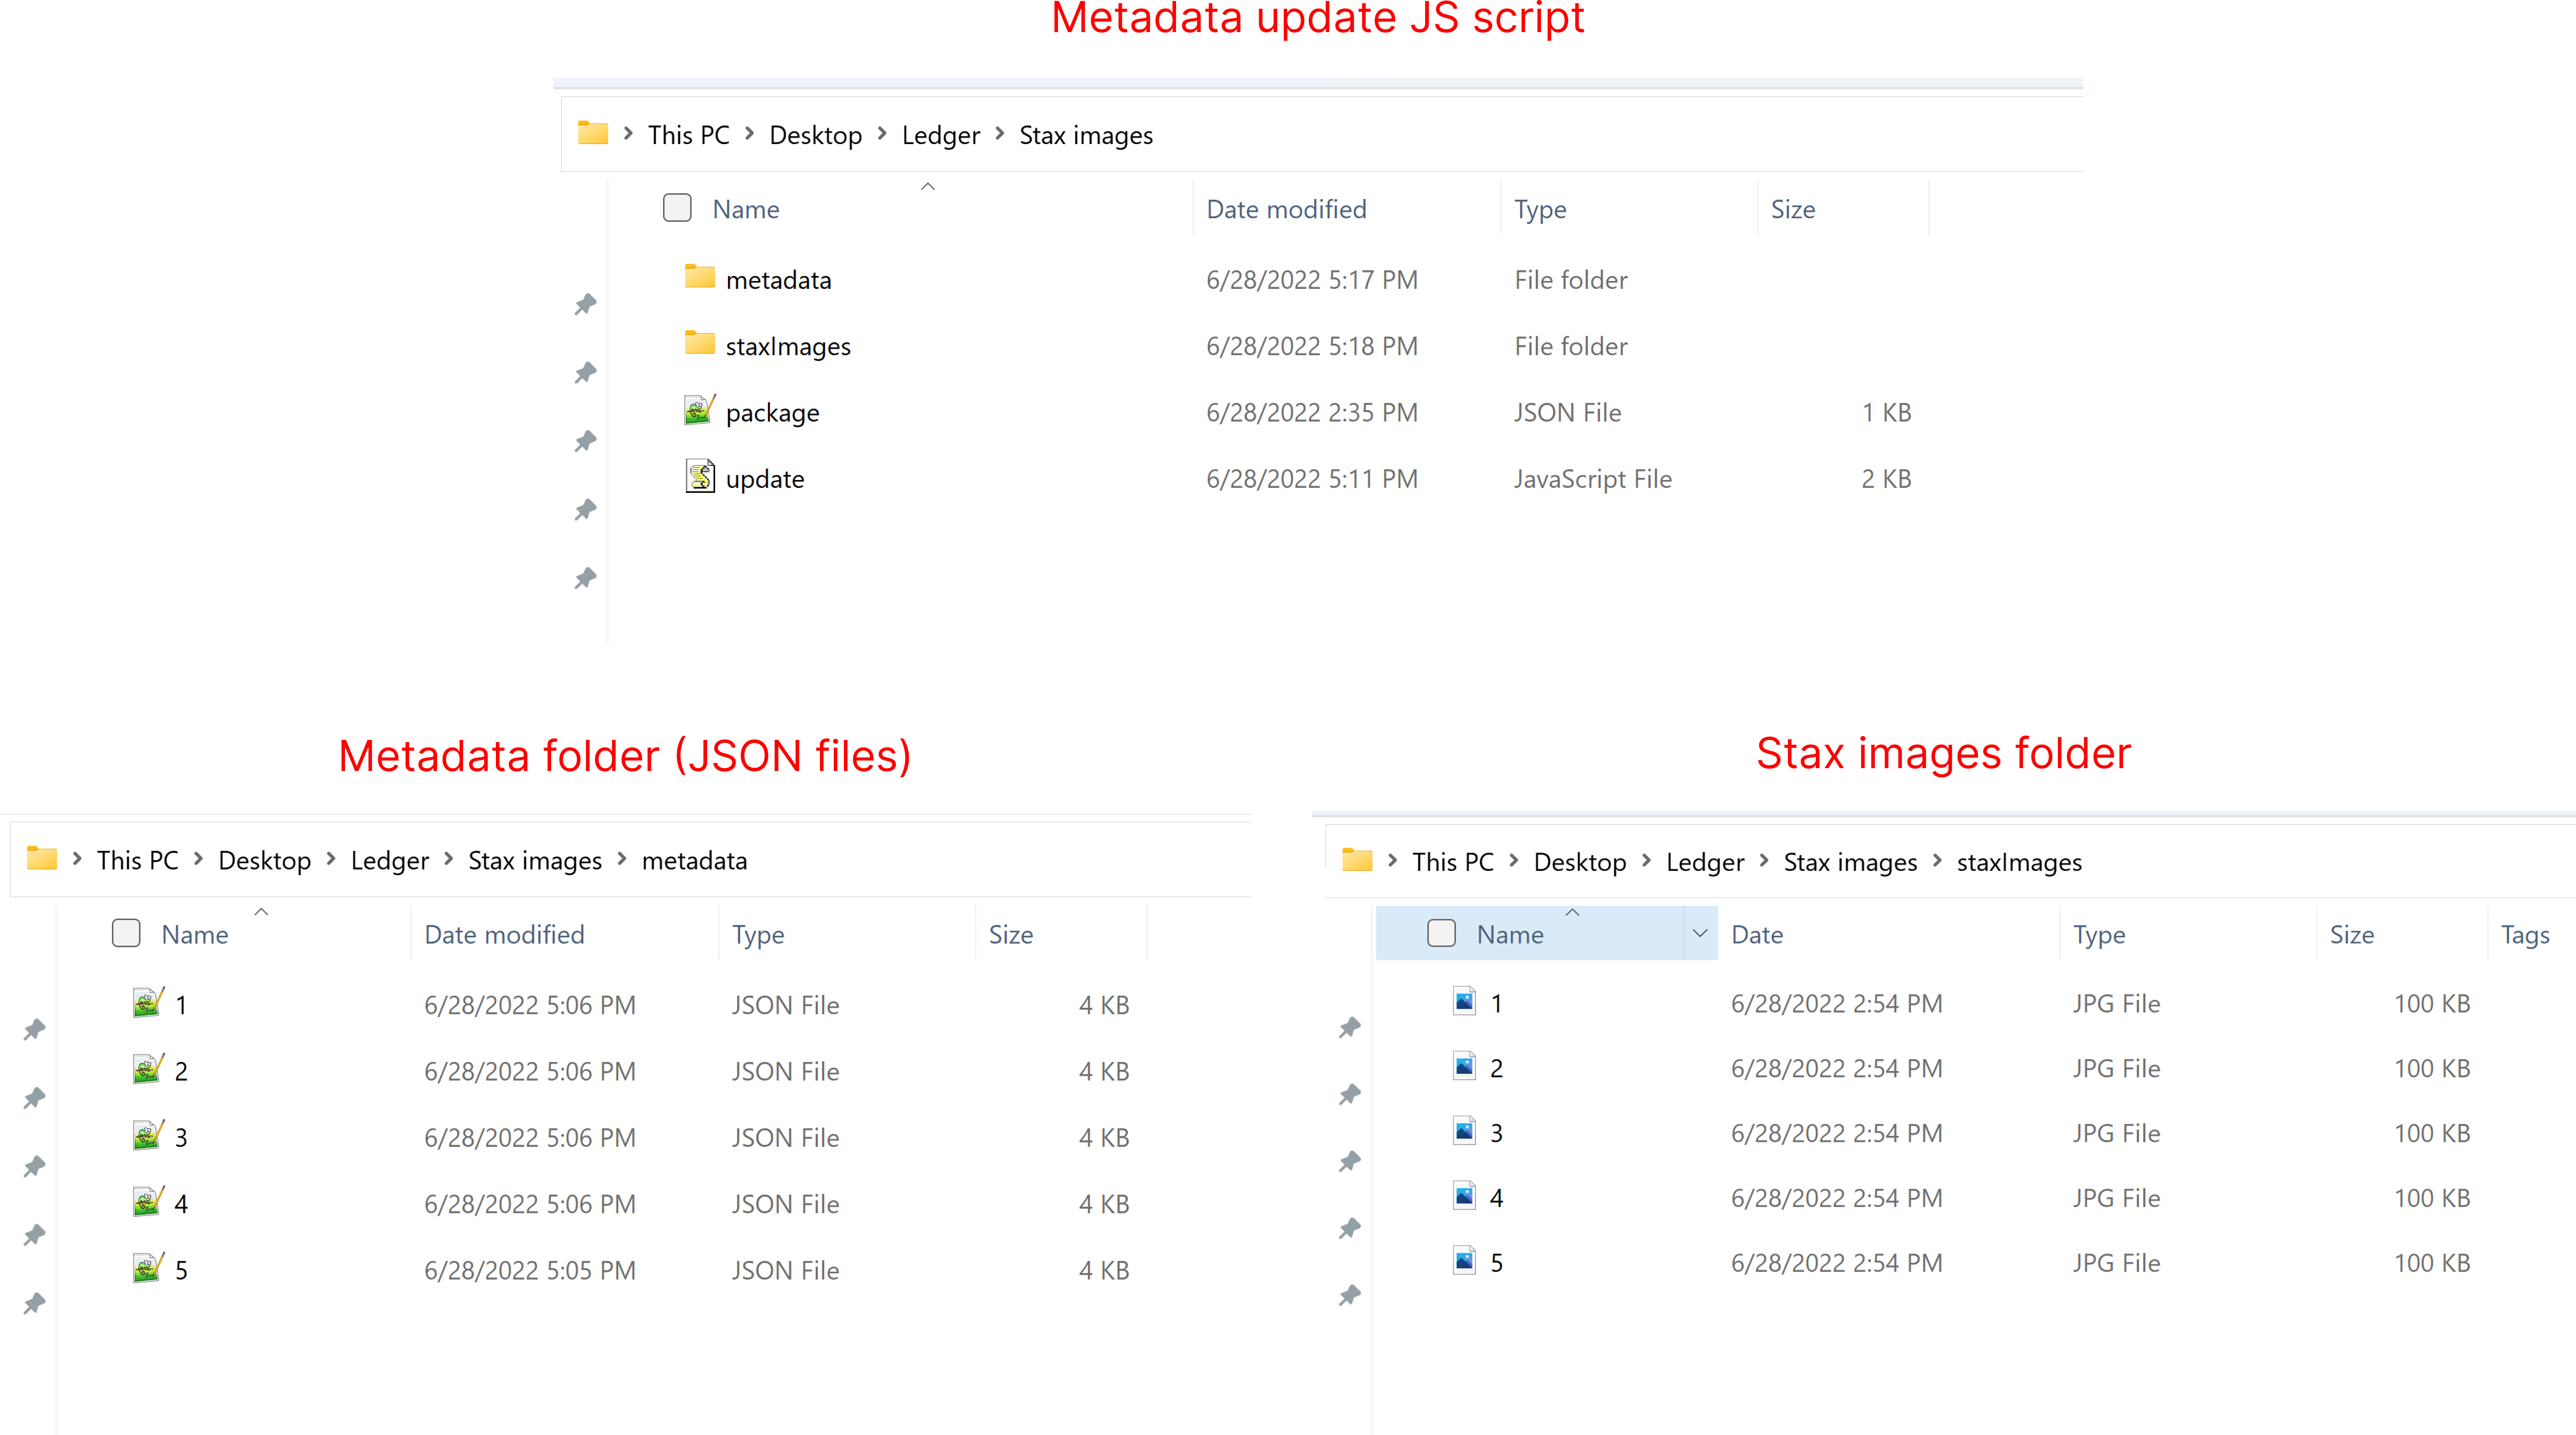 Metadata update JS script
This PC > Desktop > Ledger > Stax images
Name Date modified Type Size
metadata 6/28/2022 5:17 PM File folder
staxImages 6/28/2022 5:18 PM File folder
package 6/28/2022 2:35 PM JSON File 1 KB
update 6/28/2022 5:11 PM JavaScript File 2 KB
Metadata folder (JSON files)
This PC > Desktop > Ledger > Stax images > metadata
Name Date modified Type Size
1 6/28/2022 5:06 PM JSON File 4 KB
2 6/28/2022 5:06 PM JSON File 4 KB
3 6/28/2022 5:06 PM JSON File 4 KB
4 6/28/2022 5:06 PM JSON File 4 KB
5 6/28/2022 5:05 PM JSON File 4 KB
Stax images folder
This PC > Desktop > Ledger > Stax images > staxImages
Name Date Type Size Tags
1 6/28/2022 2:54 PM JPG File 100 KB
2 6/28/2022 2:54 PM JPG File 100 KB
3 6/28/2022 2:54 PM JPG File 100 KB
4 6/28/2022 2:54 PM JPG File 100 KB
5 6/28/2022 2:54 PM JPG File 100 KB